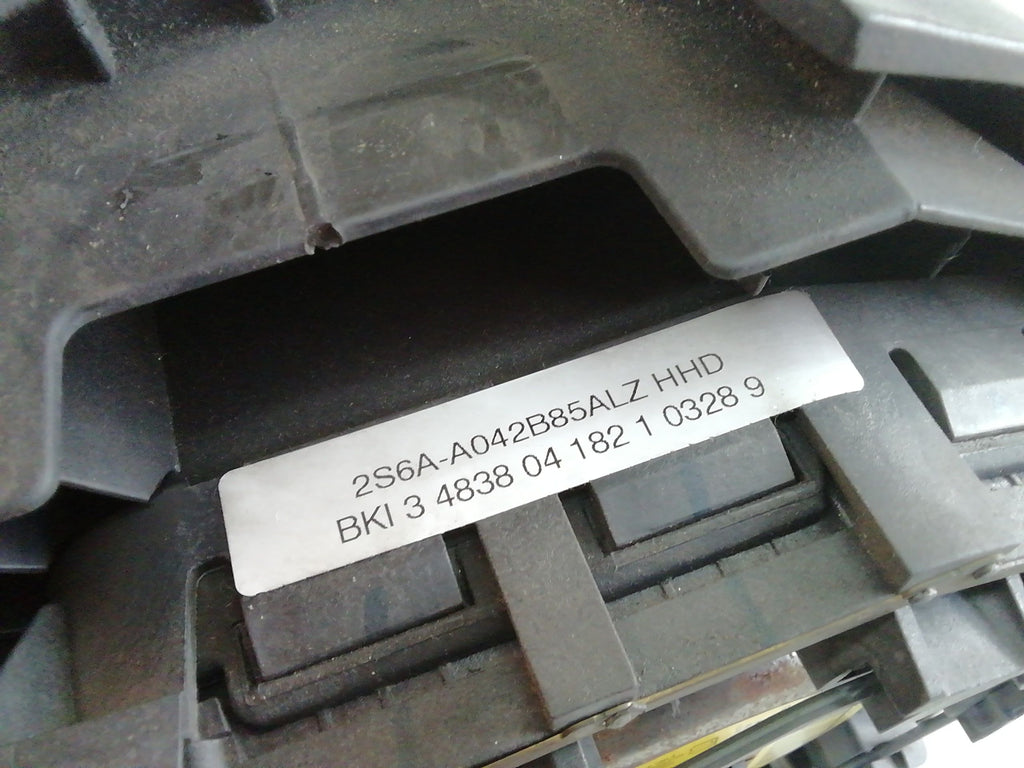 2S6A-A042B85ALZ HHD
BKI 3 4838 04 182 1 0328 9